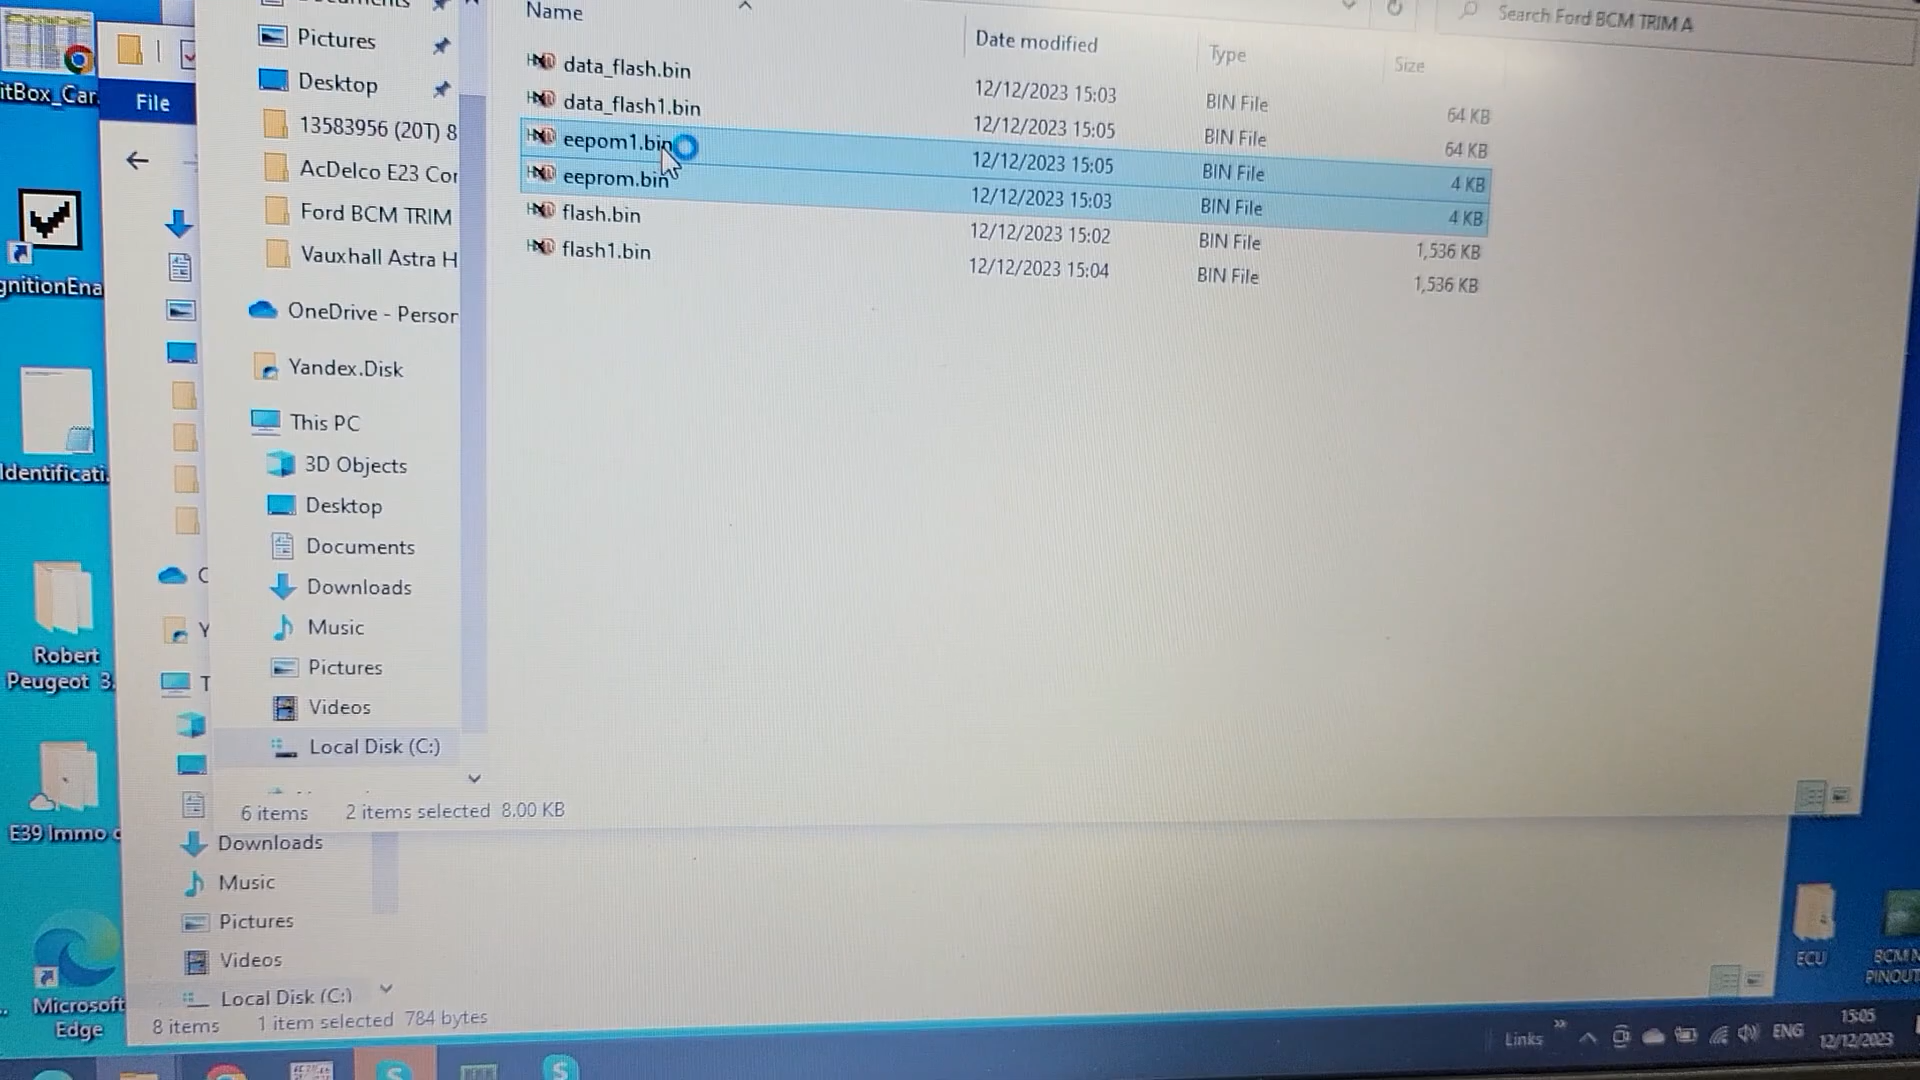 Name
Date modified
Type
Size
Search Ford BCM TRIM A
data_flash.bin
12/12/2023 15:03
BIN File
64 KB
data_flash1.bin
12/12/2023 15:05
BIN File
64 KB
eepom1.bin
12/12/2023 15:05
BIN File
4 KB
eeprom.bin
12/12/2023 15:03
BIN File
4 KB
flash.bin
12/12/2023 15:02
BIN File
1,536 KB
flash1.bin
12/12/2023 15:04
BIN File
1,536 KB
Documents
Pictures
Desktop
13583956 (20T) 8
AcDelco E23 Cor
Ford BCM TRIM
Vauxhall Astra H
OneDrive - Person
Yandex.Disk
This PC
3D Objects
Desktop
Documents
Downloads
Music
Pictures
Videos
Local Disk (C:)
6 items 2 items selected 8.00 KB
File
Downloads
Music
Pictures
Videos
Local Disk (C:)
8 items 1 item selected 784 bytes
itBox_Car.
gnitionEna
Identificati.
Robert
Peugeot 3.
E39 Immo c
Microsoft
Edge
ECU
BCM N
PINOUT
Links
ENG
15:05
12/12/2023